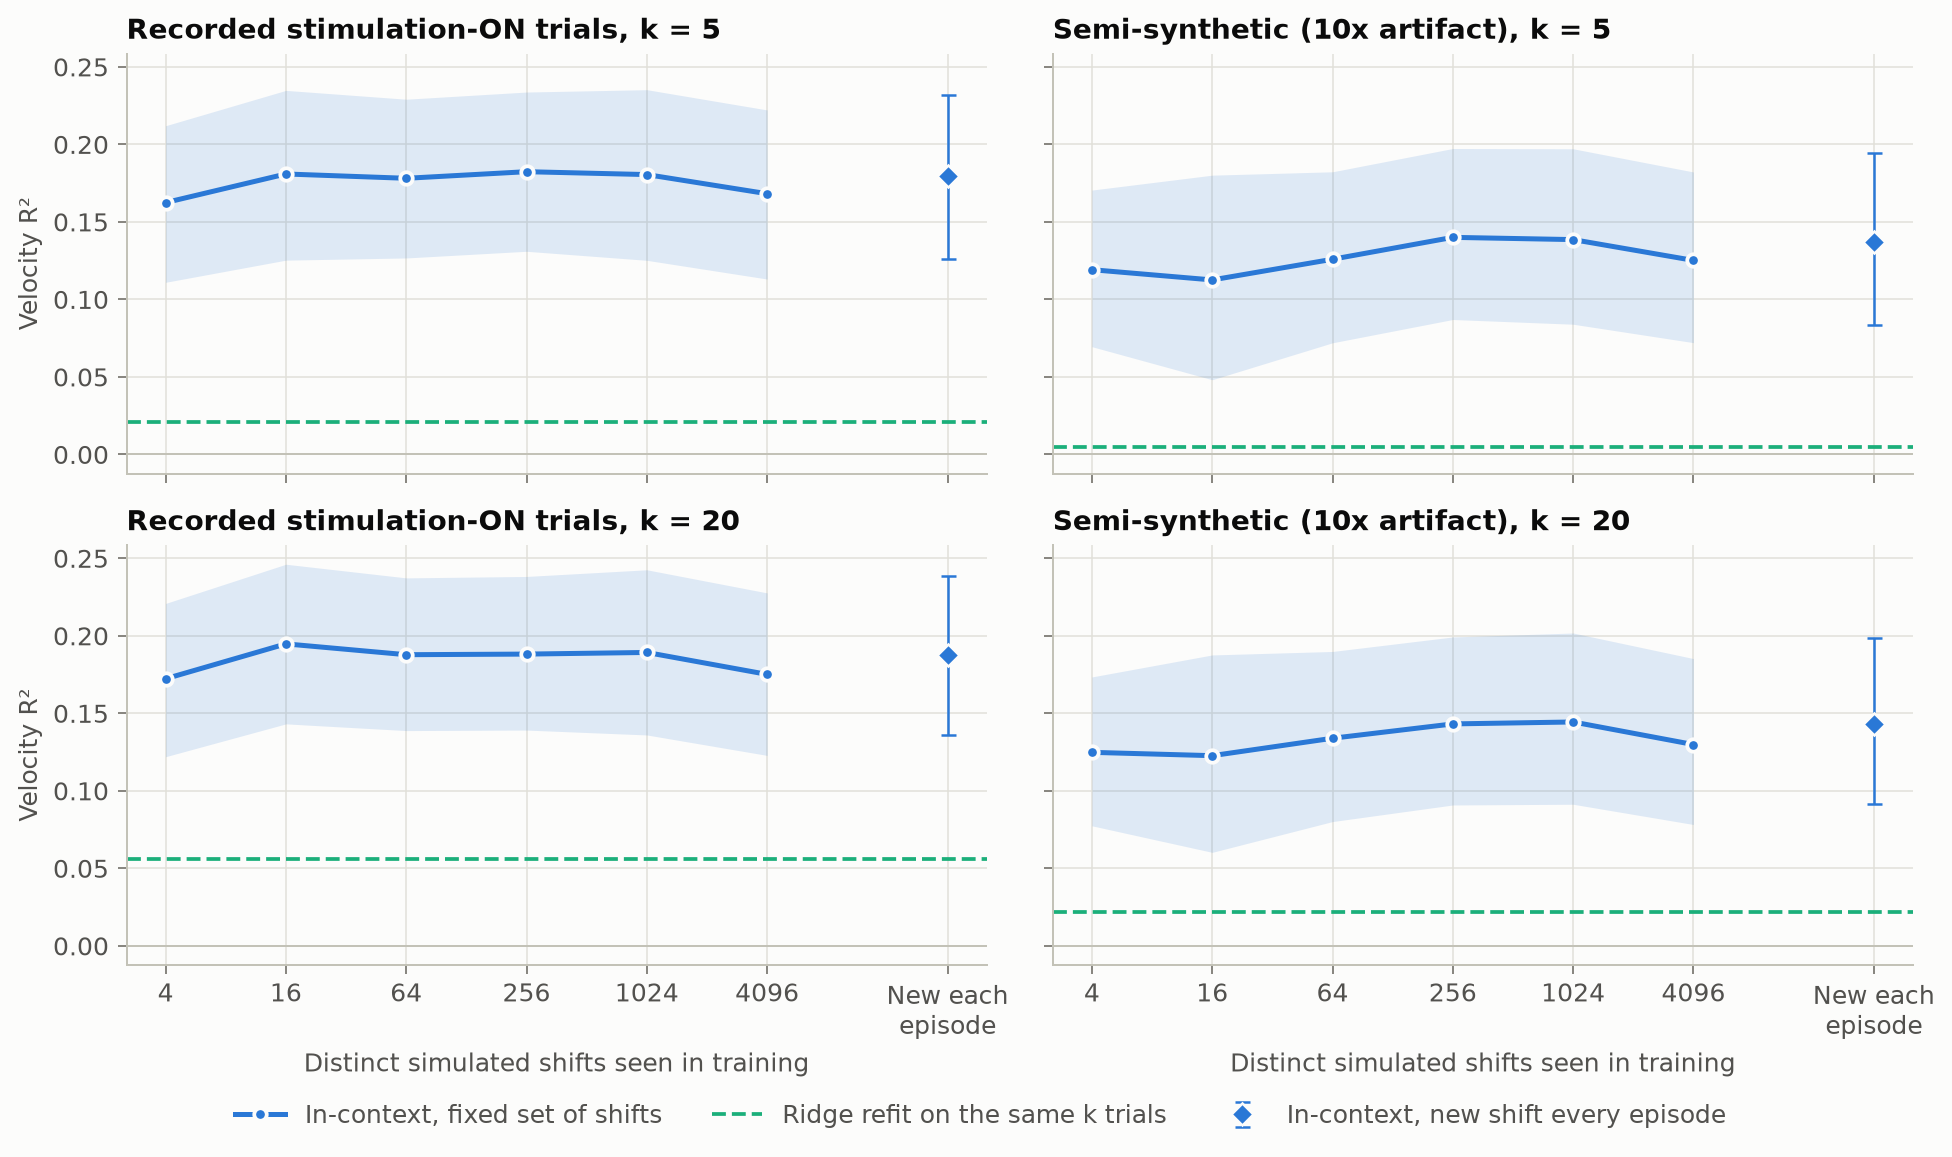 Recorded stimulation-ON trials, k = 5
Semi-synthetic (10x artifact), k = 5
Velocity R²
0.25
0.20
0.15
0.10
0.05
0.00
Recorded stimulation-ON trials, k = 20
Semi-synthetic (10x artifact), k = 20
Velocity R²
0.25
0.20
0.15
0.10
0.05
0.00
4 16 64 256 1024 4096 New each
episode
4 16 64 256 1024 4096 New each
episode
Distinct simulated shifts seen in training
Distinct simulated shifts seen in training
In-context, fixed set of shifts
Ridge refit on the same k trials
In-context, new shift every episode